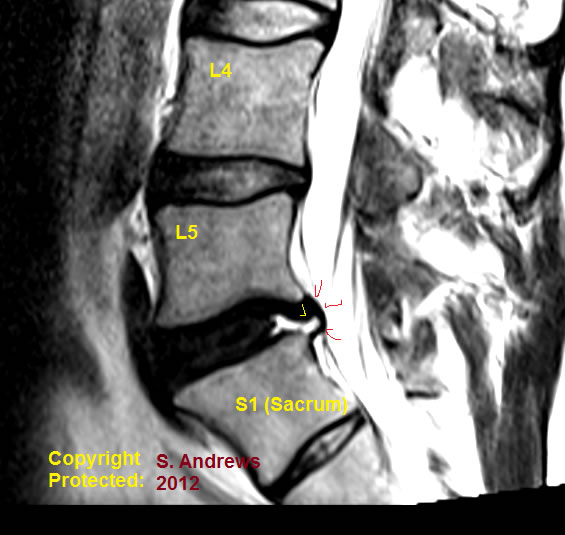 L4
L5
S1 (Sacrum)
Copyright S. Andrews
Protected: 2012